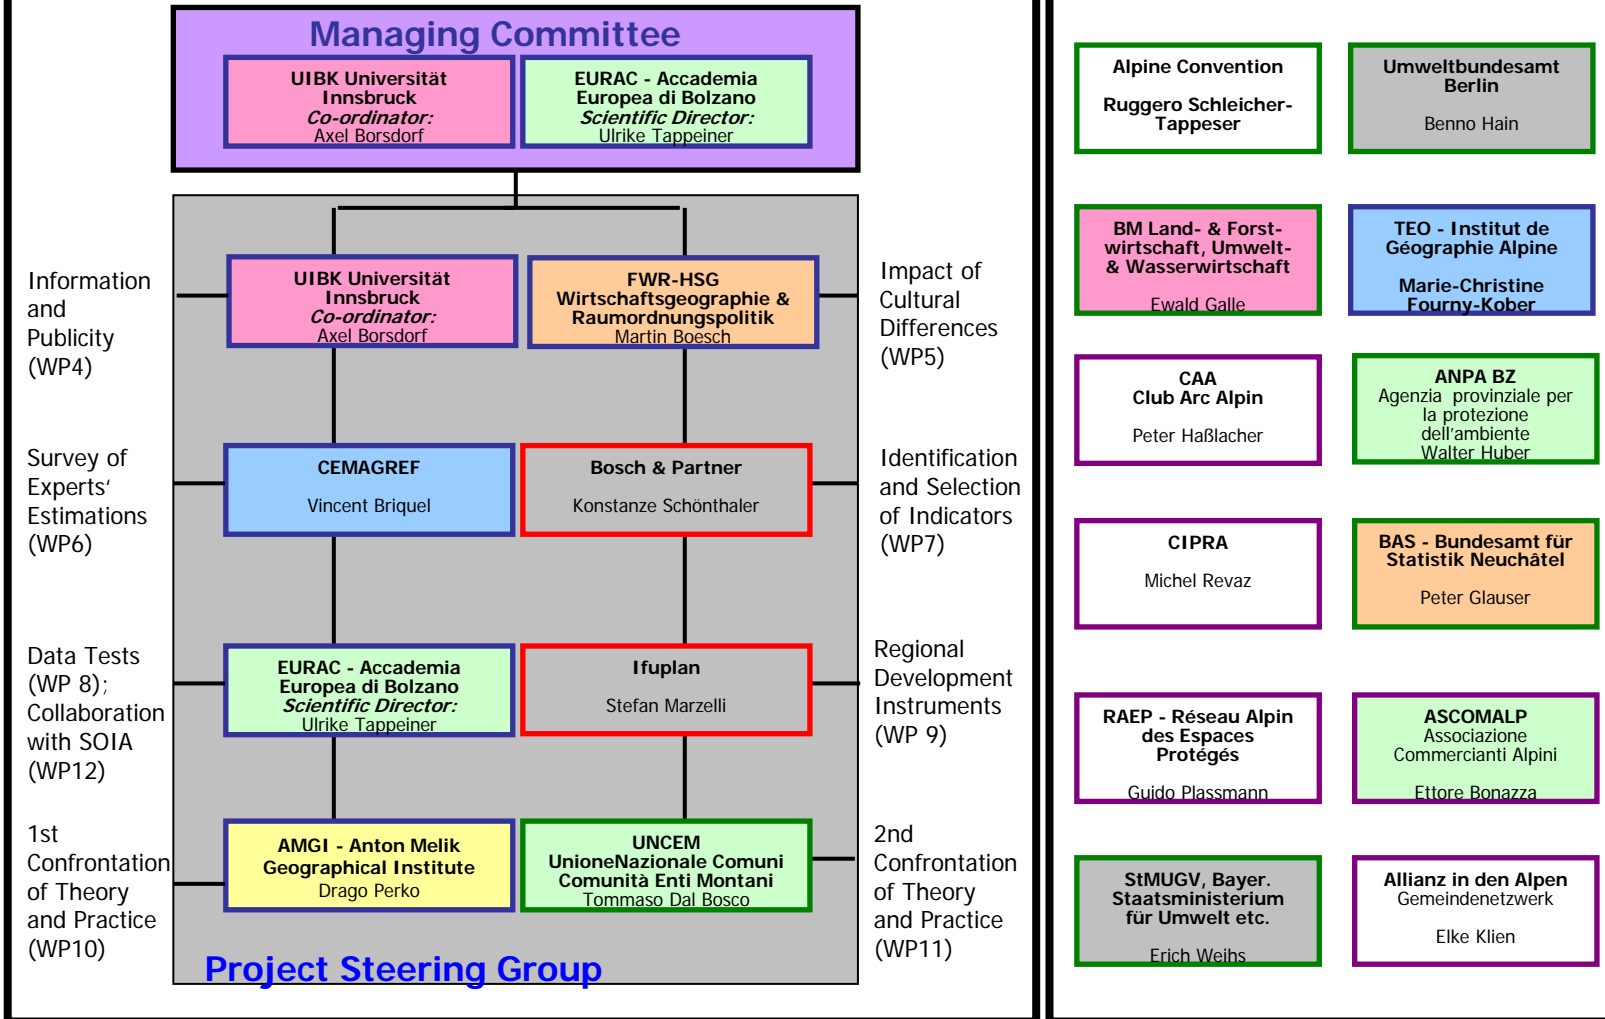 Managing Committee
UIBK Universität
Innsbruck
Co-ordinator:
Axel Borsdorf
EURAC - Accademia
Europea di Bolzano
Scientific Director:
Ulrike Tappeiner
Information
and
Publicity
(WP4)
UIBK Universität
Innsbruck
Co-ordinator:
Axel Borsdorf
FWR-HSG
Wirtschaftsgeographie &
Raumordnungspolitik
Martin Boesch
Impact of
Cultural
Differences
(WP5)
Survey of
Experts‘
Estimations
(WP6)
CEMAGREF
Vincent Briquel
Bosch & Partner
Konstanze Schönthaler
Identification
and Selection
of Indicators
(WP7)
Data Tests
(WP 8);
Collaboration
with SOIA
(WP12)
EURAC - Accademia
Europea di Bolzano
Scientific Director:
Ulrike Tappeiner
Ifuplan
Stefan Marzelli
Regional
Development
Instruments
(WP 9)
1st
Confrontation
of Theory
and Practice
(WP10)
AMGI - Anton Melik
Geographical Institute
Drago Perko
UNCEM
UnioneNazionale Comuni
Comunità Enti Montani
Tommaso Dal Bosco
2nd
Confrontation
of Theory
and Practice
(WP11)
Project Steering Group
Alpine Convention
Ruggero Schleicher-
Tappeser
Umweltbundesamt
Berlin
Benno Hain
BM Land- & Forst-
wirtschaft, Umwelt-
& Wasserwirtschaft
Ewald Galle
TEO - Institut de
Géographie Alpine
Marie-Christine
Fourny-Kober
CAA
Club Arc Alpin
Peter Haßlacher
ANPA BZ
Agenzia provinziale per
la protezione
dell'ambiente
Walter Huber
CIPRA
Michel Revaz
BAS - Bundesamt für
Statistik Neuchâtel
Peter Glauser
RAEP - Réseau Alpin
des Espaces
Protégés
Guido Plassmann
ASCOMALP
Associazione
Commercianti Alpini
Ettore Bonazza
StMUGV, Bayer.
Staatsministerium
für Umwelt etc.
Erich Weihs
Allianz in den Alpen
Gemeindenetzwerk
Elke Klien